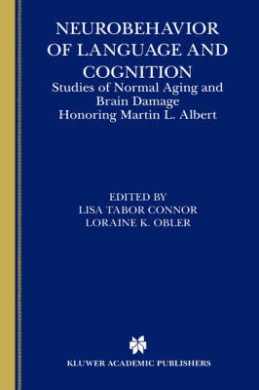 NEUROBEHAVIOR
OF LANGUAGE AND
COGNITION
Studies of Normal Aging and
Brain Damage
Honoring Martin L. Albert
EDITED BY
LISA TABOR CONNOR
LORAINE K. OBLER
KLUWER ACADEMIC PUBLISHERS